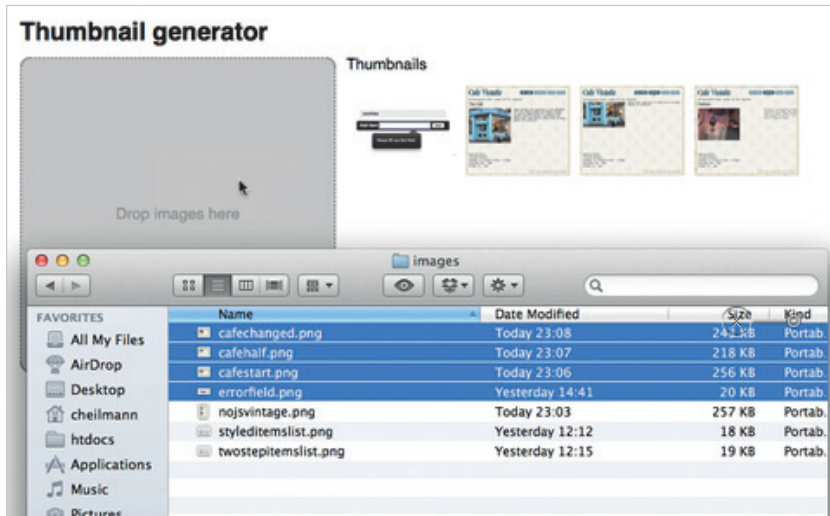 Thumbnail generator
Thumbnails
Drop images here
images
FAVORITES
All My Files
AirDrop
Desktop
cheilmann
htdocs
Applications
Music
Pictures
Name Date Modified Size Kind
cafechanged.png Today 23:08 242 KB Portab.
cafehalf.png Today 23:07 218 KB Portab.
cafestart.png Today 23:06 256 KB Portab.
errorfield.png Yesterday 14:41 20 KB Portab.
nojsvintage.png Today 23:03 257 KB Portab.
styleditemslist.png Yesterday 12:12 18 KB Portab.
twostepitemslist.png Yesterday 12:15 19 KB Portab.